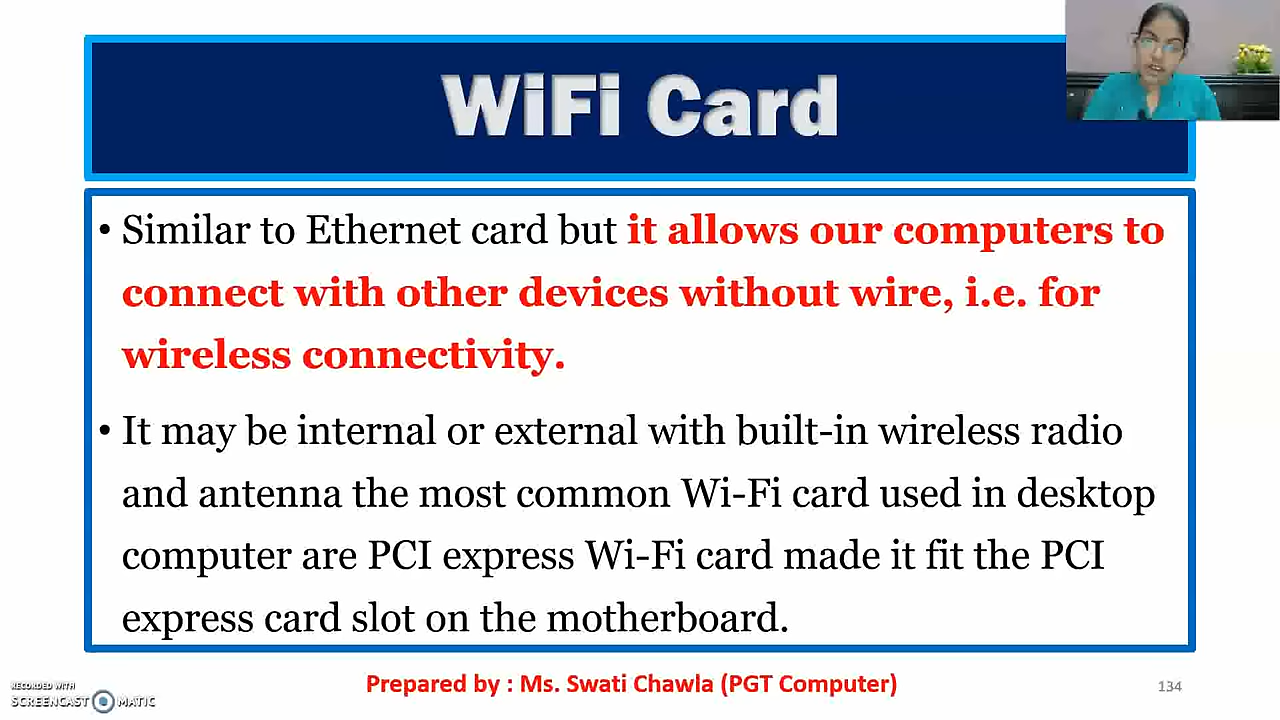 WiFi Card
• Similar to Ethernet card but it allows our computers to
connect with other devices without wire, i.e. for
wireless connectivity.
• It may be internal or external with built-in wireless radio
and antenna the most common Wi-Fi card used in desktop
computer are PCI express Wi-Fi card made it fit the PCI
express card slot on the motherboard.
Prepared by : Ms. Swati Chawla (PGT Computer)
134
RECORDED WITH
SCREENCAST MATIC